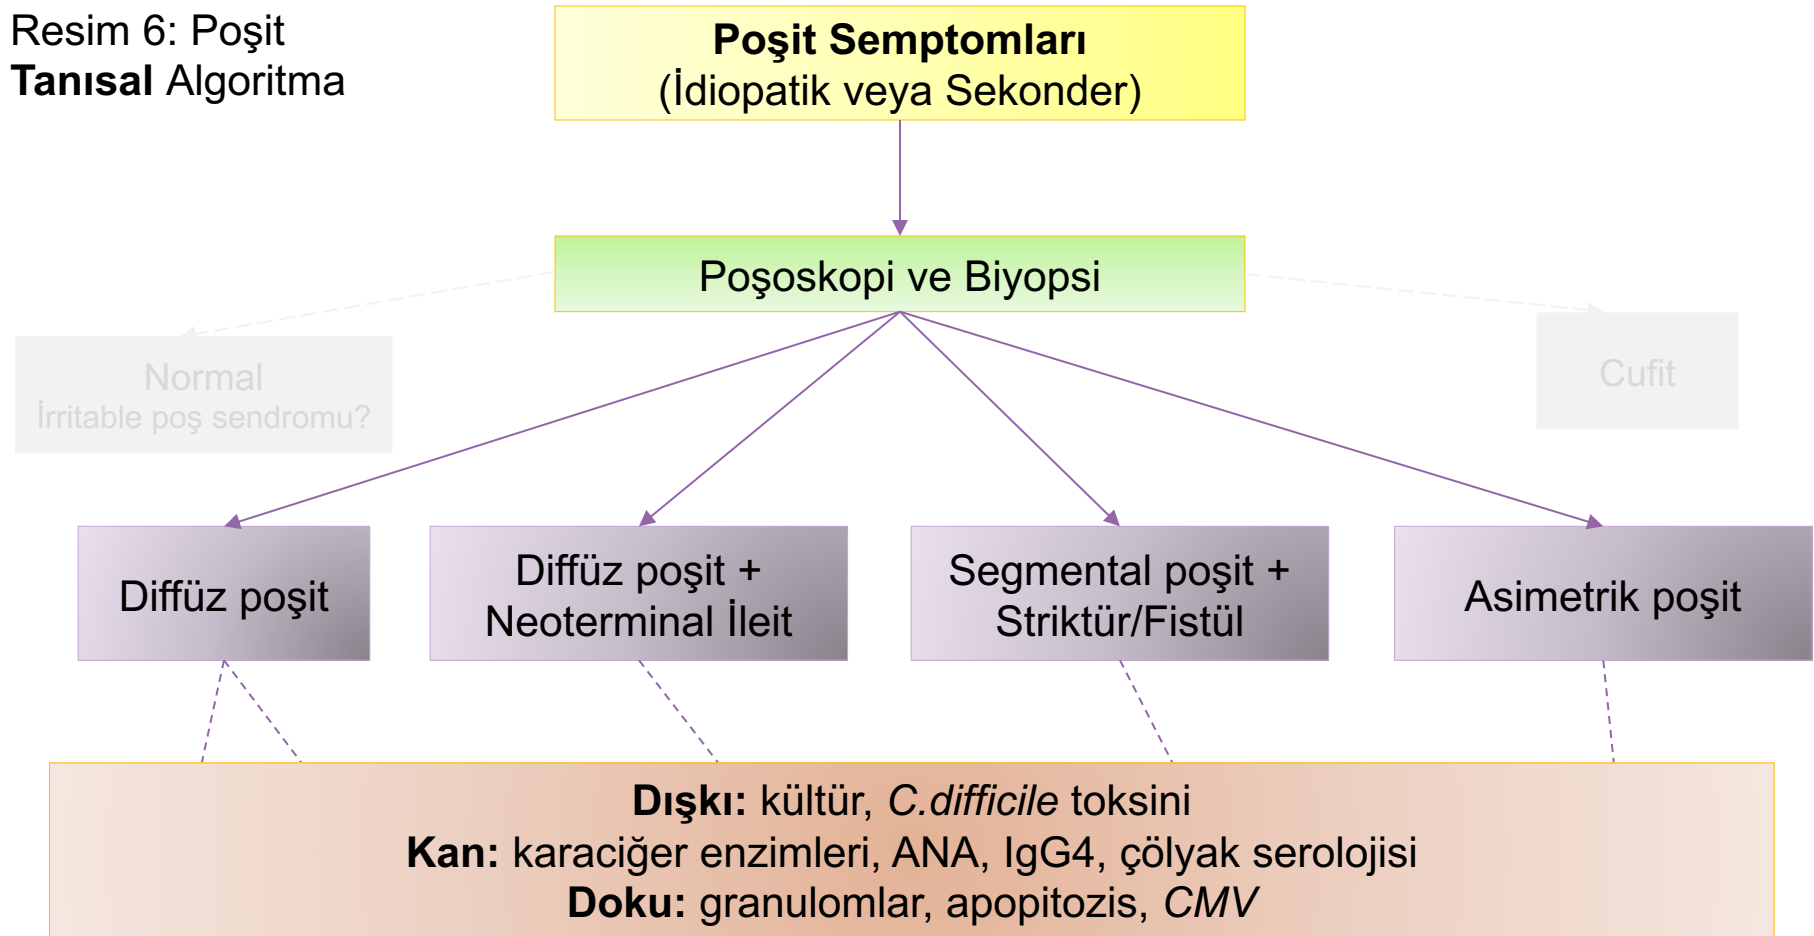 Resim 6: Poşit
Tanısal Algoritma
Poşit Semptomları
(İdiopatik veya Sekonder)
Poşoskopi ve Biyopsi
Normal
İrritable poş sendromu?
Cufit
Diffüz poşit
Diffüz poşit +
Neoterminal İleit
Segmental poşit +
Striktür/Fistül
Asimetrik poşit
Dışkı: kültür, C.difficile toksini
Kan: karaciğer enzimleri, ANA, IgG4, çölyak serolojisi
Doku: granulomlar, apopitozis, CMV